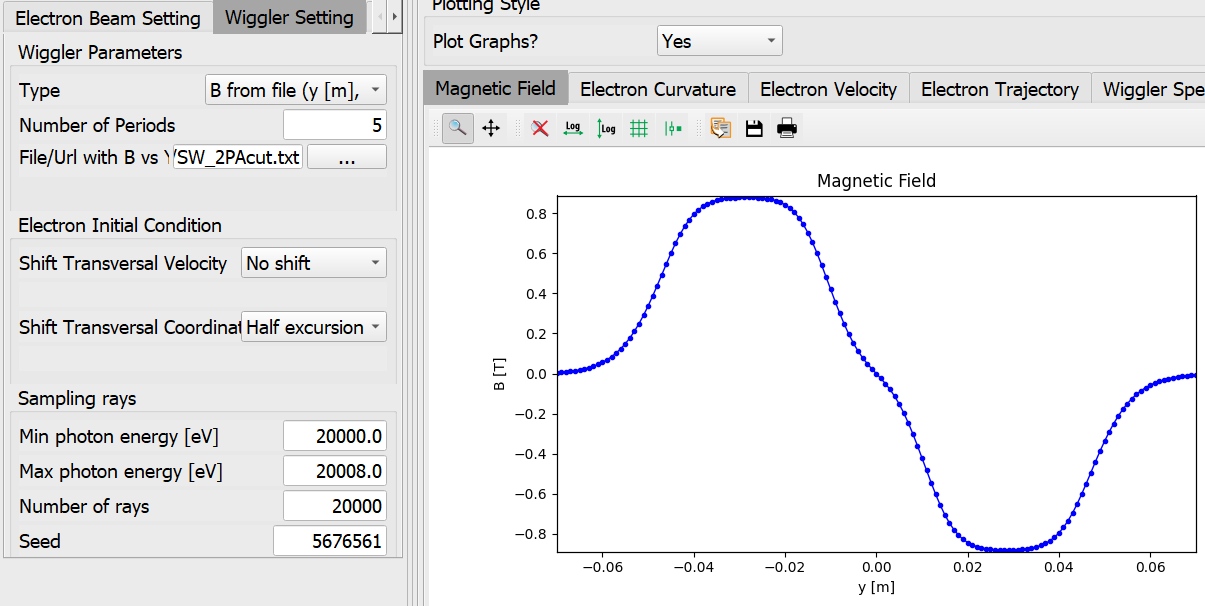 Electron Beam Setting
Wiggler Setting
Wiggler Parameters
Type
B from file (y [m],
Number of Periods
5
File/Url with B vs Y
/SW_2PAcut.txt
...
Electron Initial Condition
Shift Transversal Velocity
No shift
Shift Transversal Coordinat
Half excursion
Sampling rays
Min photon energy [eV]
20000.0
Max photon energy [eV]
20008.0
Number of rays
20000
Seed
5676561
Plotting Style
Plot Graphs?
Yes
Magnetic Field
Electron Curvature
Electron Velocity
Electron Trajectory
Wiggler Spe
Log
Log
Magnetic Field
B [T]
0.8
0.6
0.4
0.2
0.0
−0.2
−0.4
−0.6
−0.8
−0.06
−0.04
−0.02
0.00
0.02
0.04
0.06
y [m]